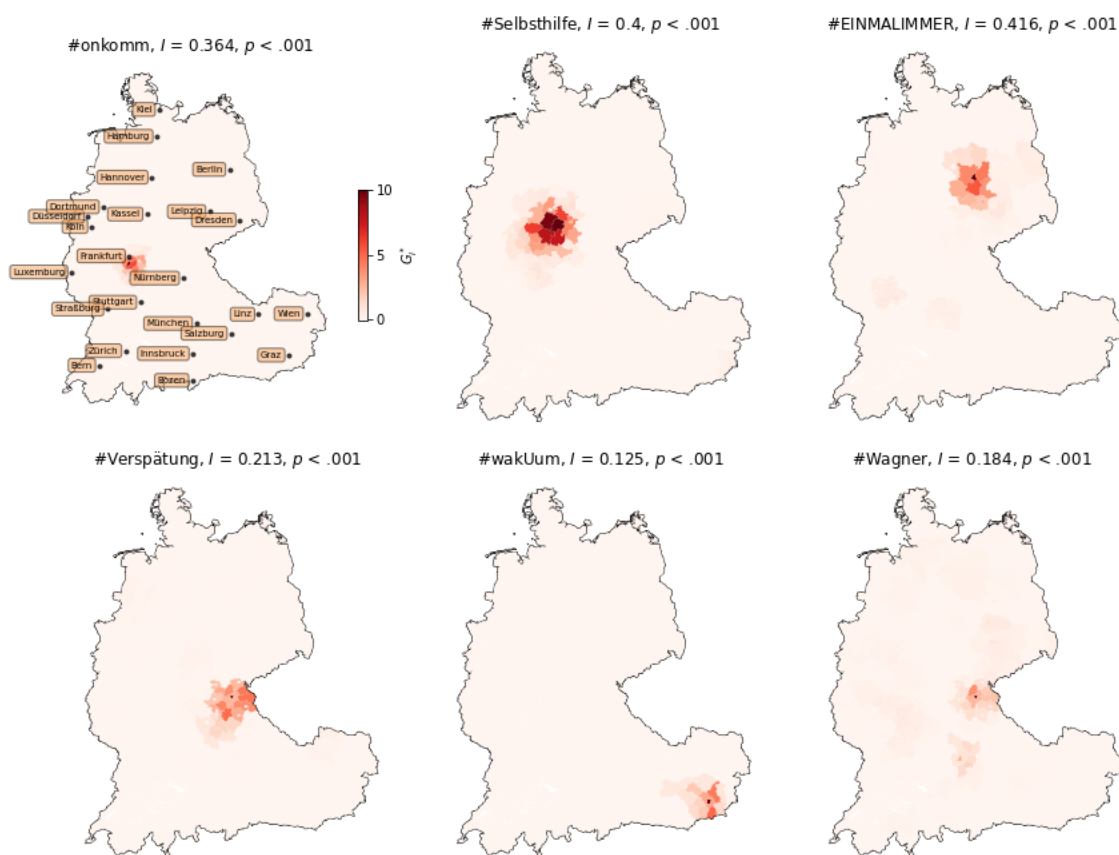 #onkomm, I = 0.364, p < .001
#Selbsthilfe, I = 0.4, p < .001
#EINMALIMMER, I = 0.416, p < .001
Kiel
Hamburg
Berlin
Hannover
Dortmund
Düsseldorf
Köln
Kassel
Leipzig
Dresden
Frankfurt
Luxemburg
Nürnberg
Stuttgart
Straßburg
München
Linz
Wien
Salzburg
Zürich
Innsbruck
Graz
Bern
Bozen
10
5
0
G*i
#Verspätung, I = 0.213, p < .001
#wakUum, I = 0.125, p < .001
#Wagner, I = 0.184, p < .001